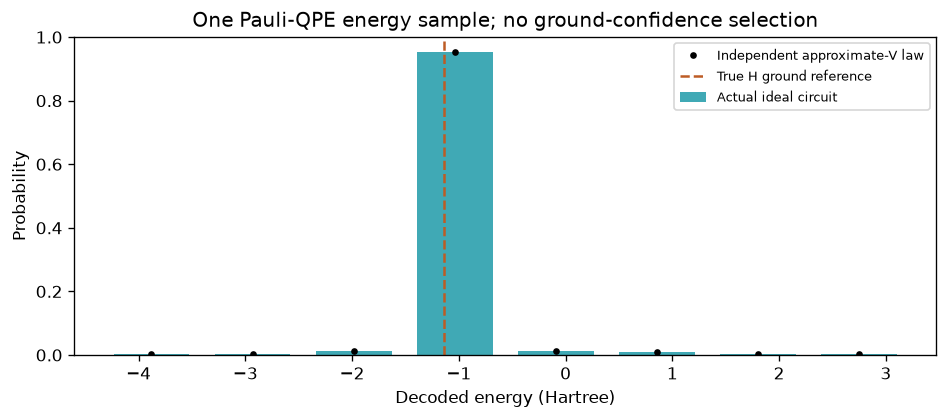 One Pauli-QPE energy sample; no ground-confidence selection
Independent approximate-V law
True H ground reference
Actual ideal circuit
Probability
1.0
0.8
0.6
0.4
0.2
0.0
−4 −3 −2 −1 0 1 2 3
Decoded energy (Hartree)